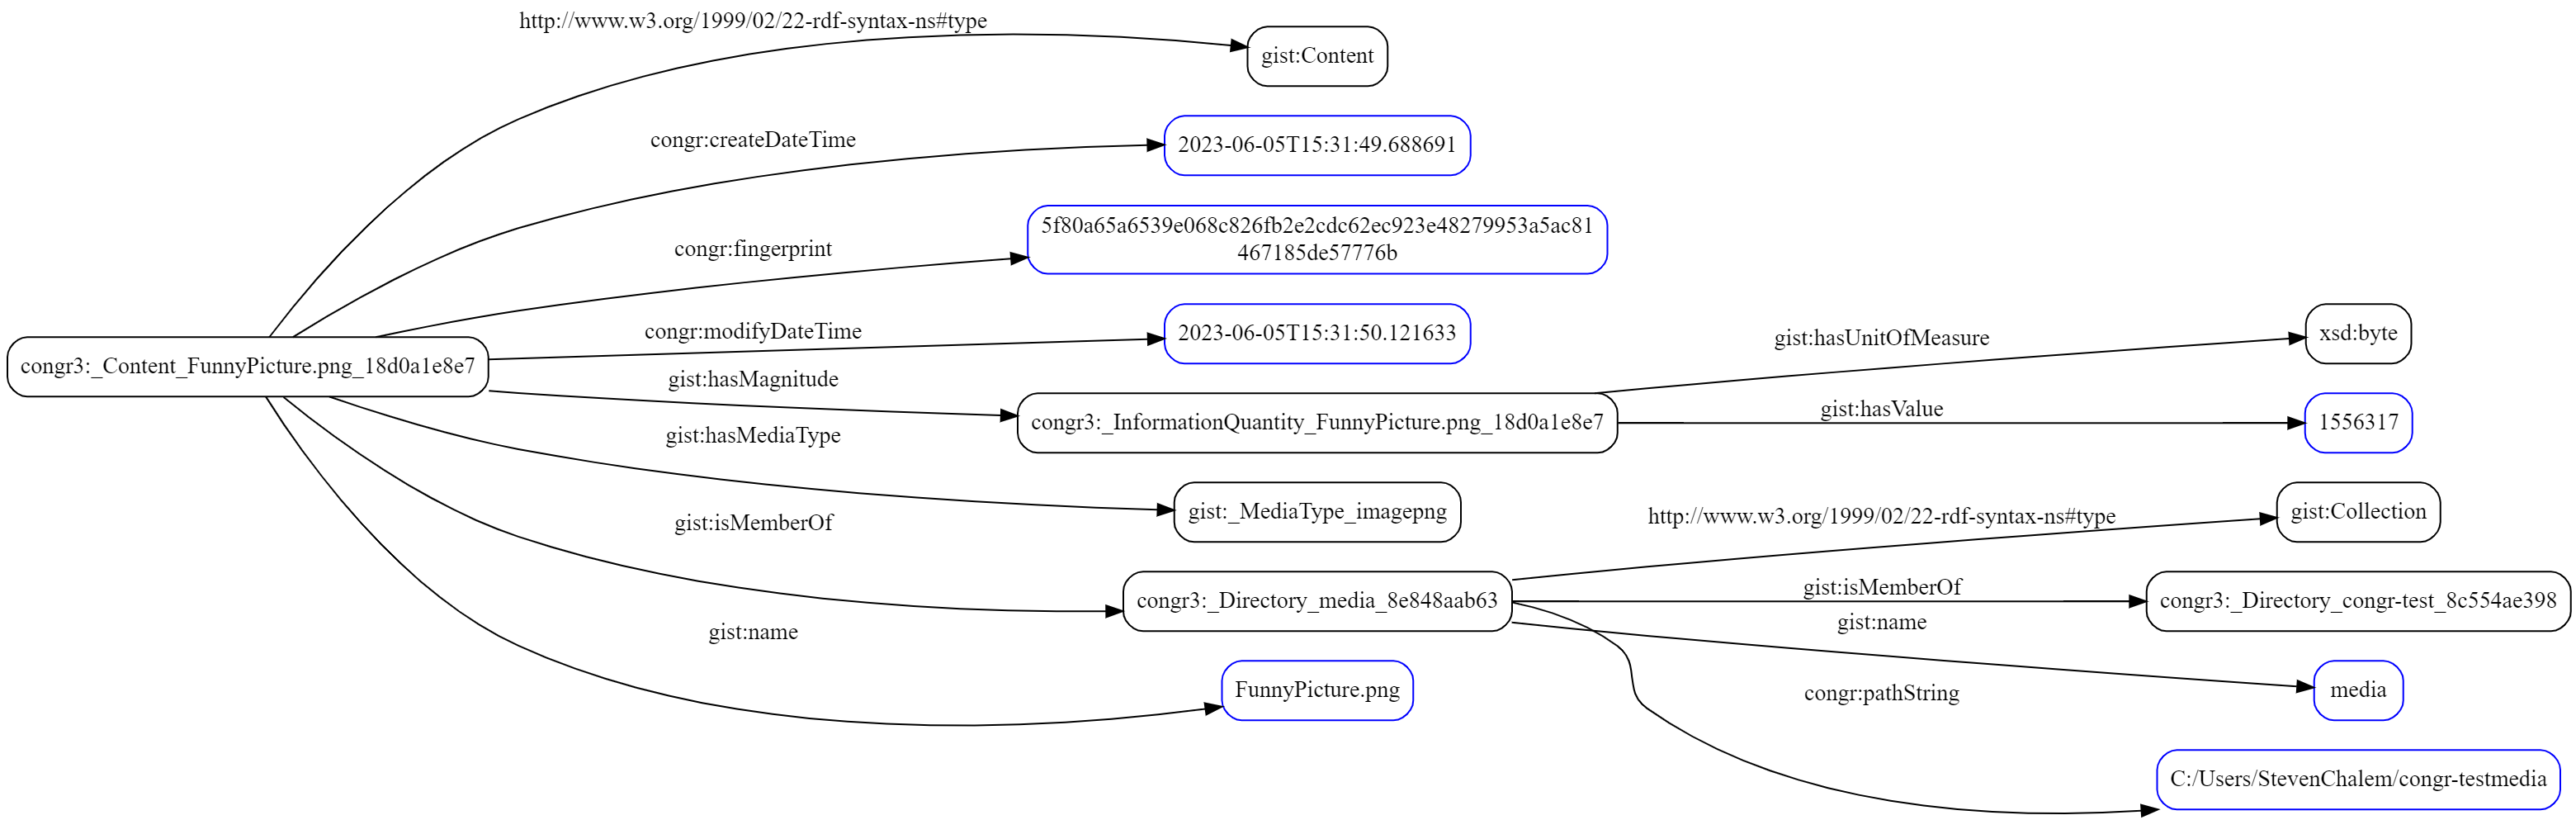 http://www.w3.org/1999/02/22-rdf-syntax-ns#type
gist:Content
congr:createDateTime
2023-06-05T15:31:49.688691
congr:fingerprint
5f80a65a6539e068c826fb2e2cdc62ec923e48279953a5ac81
467185de57776b
congr:modifyDateTime
2023-06-05T15:31:50.121633
gist:hasUnitOfMeasure
xsd:byte
congr3:_Content_FunnyPicture.png_18d0a1e8e7
gist:hasMagnitude
congr3:_InformationQuantity_FunnyPicture.png_18d0a1e8e7
gist:hasValue
1556317
gist:hasMediaType
gist:_MediaType_imagepng
http://www.w3.org/1999/02/22-rdf-syntax-ns#type
gist:Collection
gist:isMemberOf
congr3:_Directory_media_8e848aab63
gist:isMemberOf
congr3:_Directory_congr-test_8c554ae398
gist:name
media
gist:name
FunnyPicture.png
congr:pathString
C:/Users/StevenChalem/congr-testmedia